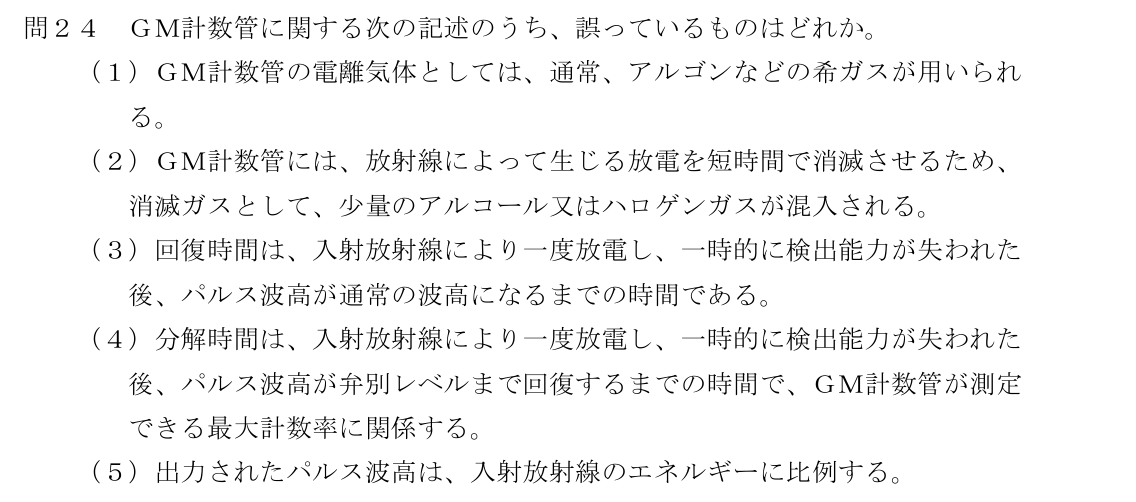 問２４　ＧＭ計数管に関する次の記述のうち、誤っているものはどれか。
（１）ＧＭ計数管の電離気体としては、通常、アルゴンなどの希ガスが用いられ
る。
（２）ＧＭ計数管には、放射線によって生じる放電を短時間で消滅させるため、
消滅ガスとして、少量のアルコール又はハロゲンガスが混入される。
（３）回復時間は、入射放射線により一度放電し、一時的に検出能力が失われた
後、パルス波高が通常の波高になるまでの時間である。
（４）分解時間は、入射放射線により一度放電し、一時的に検出能力が失われた
後、パルス波高が弁別レベルまで回復するまでの時間で、ＧＭ計数管が測定
できる最大計数率に関係する。
（５）出力されたパルス波高は、入射放射線のエネルギーに比例する。